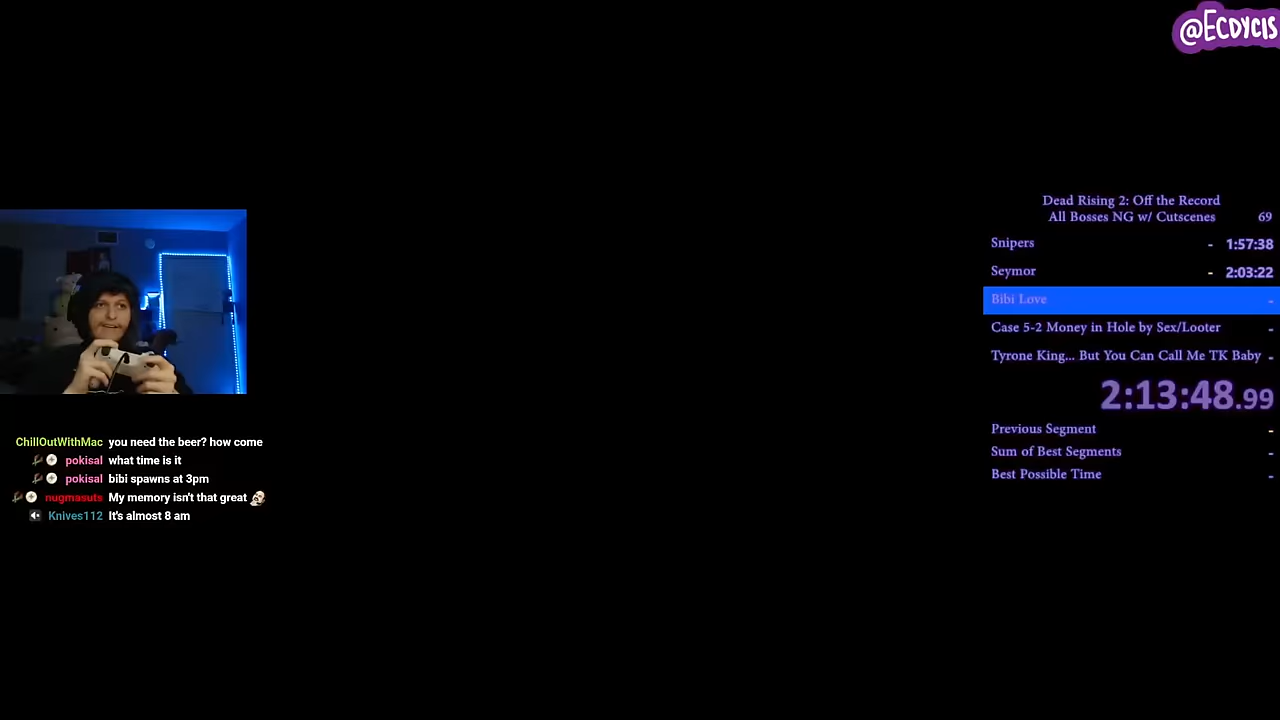 @ECDYCIS
Dead Rising 2: Off the Record
All Bosses NG w/ Cutscenes 69
Snipers - 1:57:38
Seymor - 2:03:22
Bibi Love -
Case 5-2 Money in Hole by Sex/Looter -
Tyrone King... But You Can Call Me TK Baby -
2:13:48.99
Previous Segment -
Sum of Best Segments -
Best Possible Time -
ChillOutWithMac you need the beer? how come
pokisal what time is it
pokisal bibi spawns at 3pm
nugmasuts My memory isn't that great
Knives112 It's almost 8 am